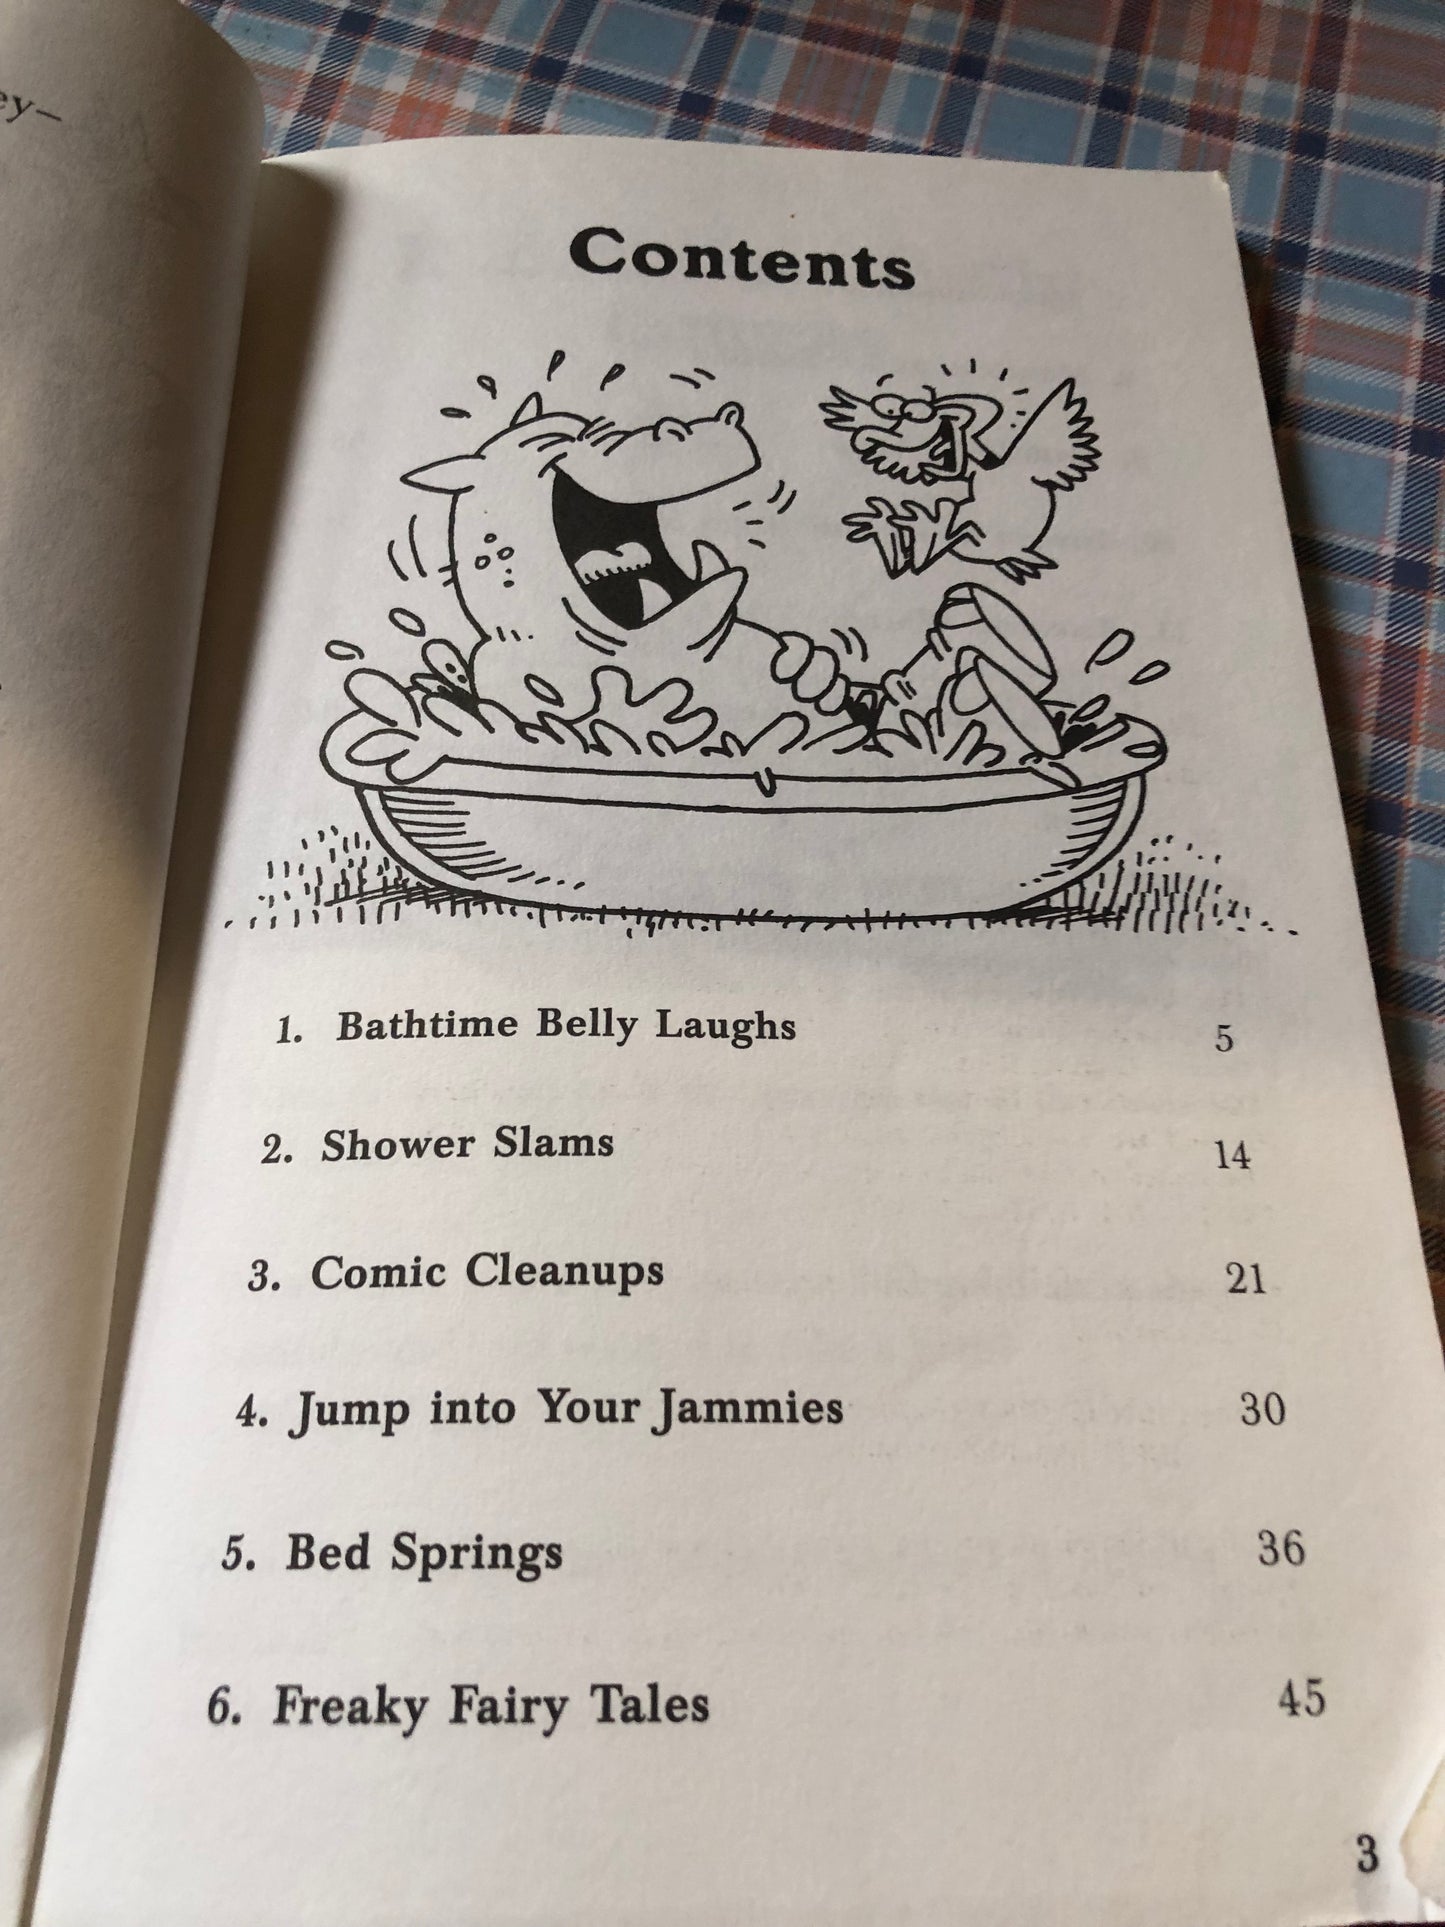 ey—
Contents
1. Bathtime Belly Laughs 5
2. Shower Slams 14
3. Comic Cleanups 21
4. Jump into Your Jammies 30
5. Bed Springs 36
6. Freaky Fairy Tales 45
3